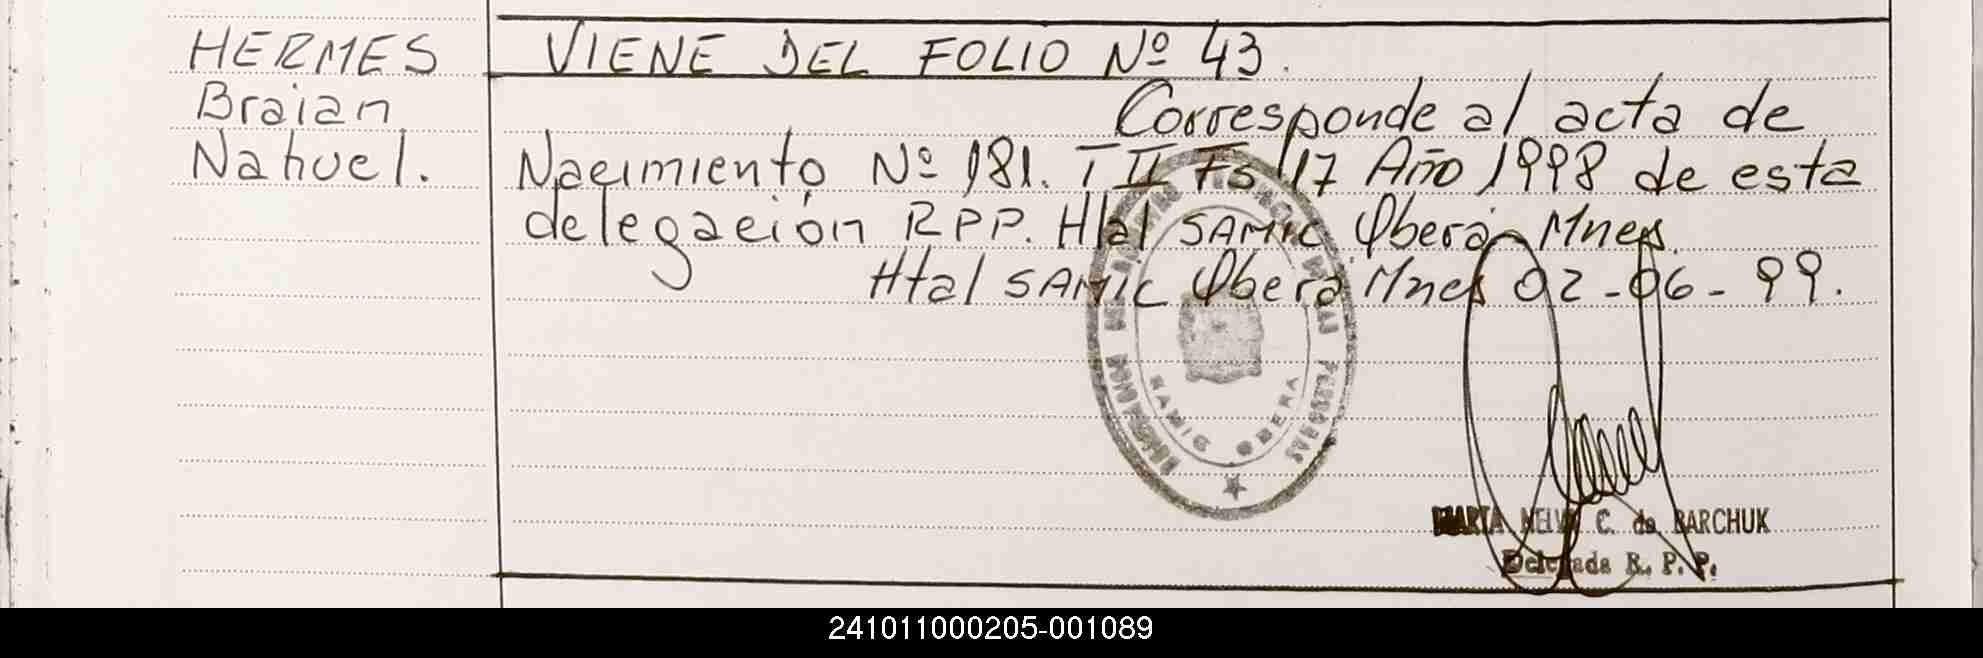 HERMES
Braian
Nahuel.
VIENE DEL FOLIO Nº 43.
Corresponde al acta de
Nacimiento Nº 181. T II Fs 17 Año 1998 de esta
delegación RPP. Htal SAMIC Oberá Mnes.
Htal SAMIC Oberá Mnes 02-06-99.
SAMIC OBERA
MARTA NELVA C. de BARCHUK
Delegada R. P. P.
241011000205-001089